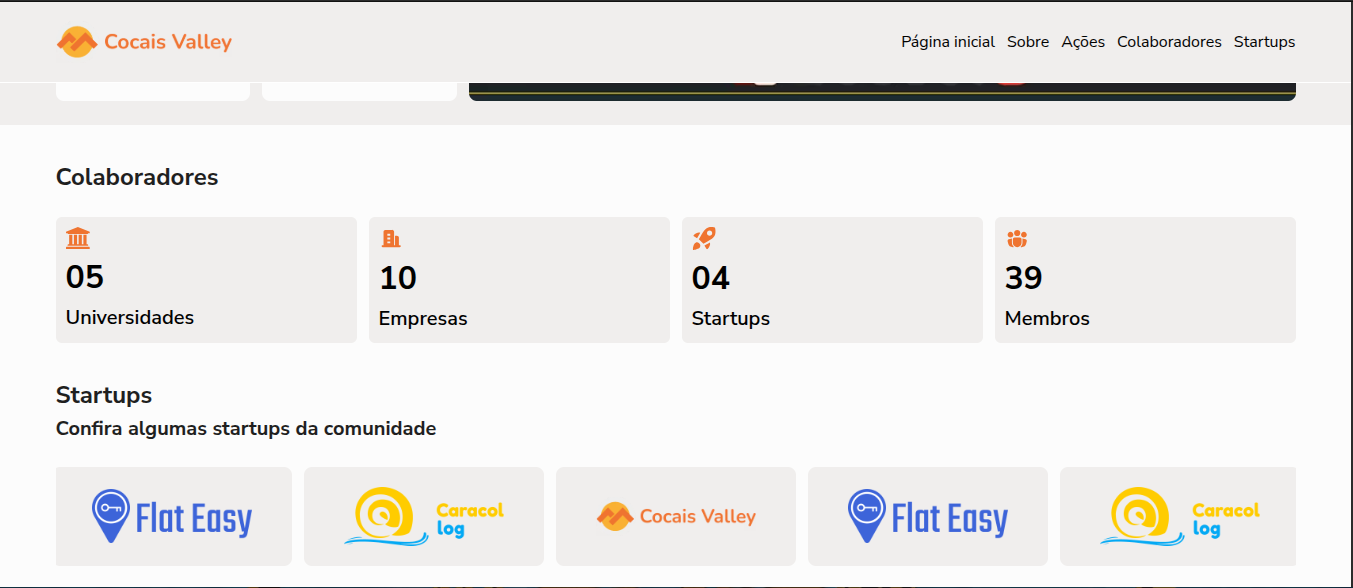 Cocais Valley
Página inicial Sobre Ações Colaboradores Startups
Colaboradores
05
Universidades
10
Empresas
04
Startups
39
Membros
Startups
Confira algumas startups da comunidade
Flat Easy
Caracol
log
Cocais Valley
Flat Easy
Caracol
log